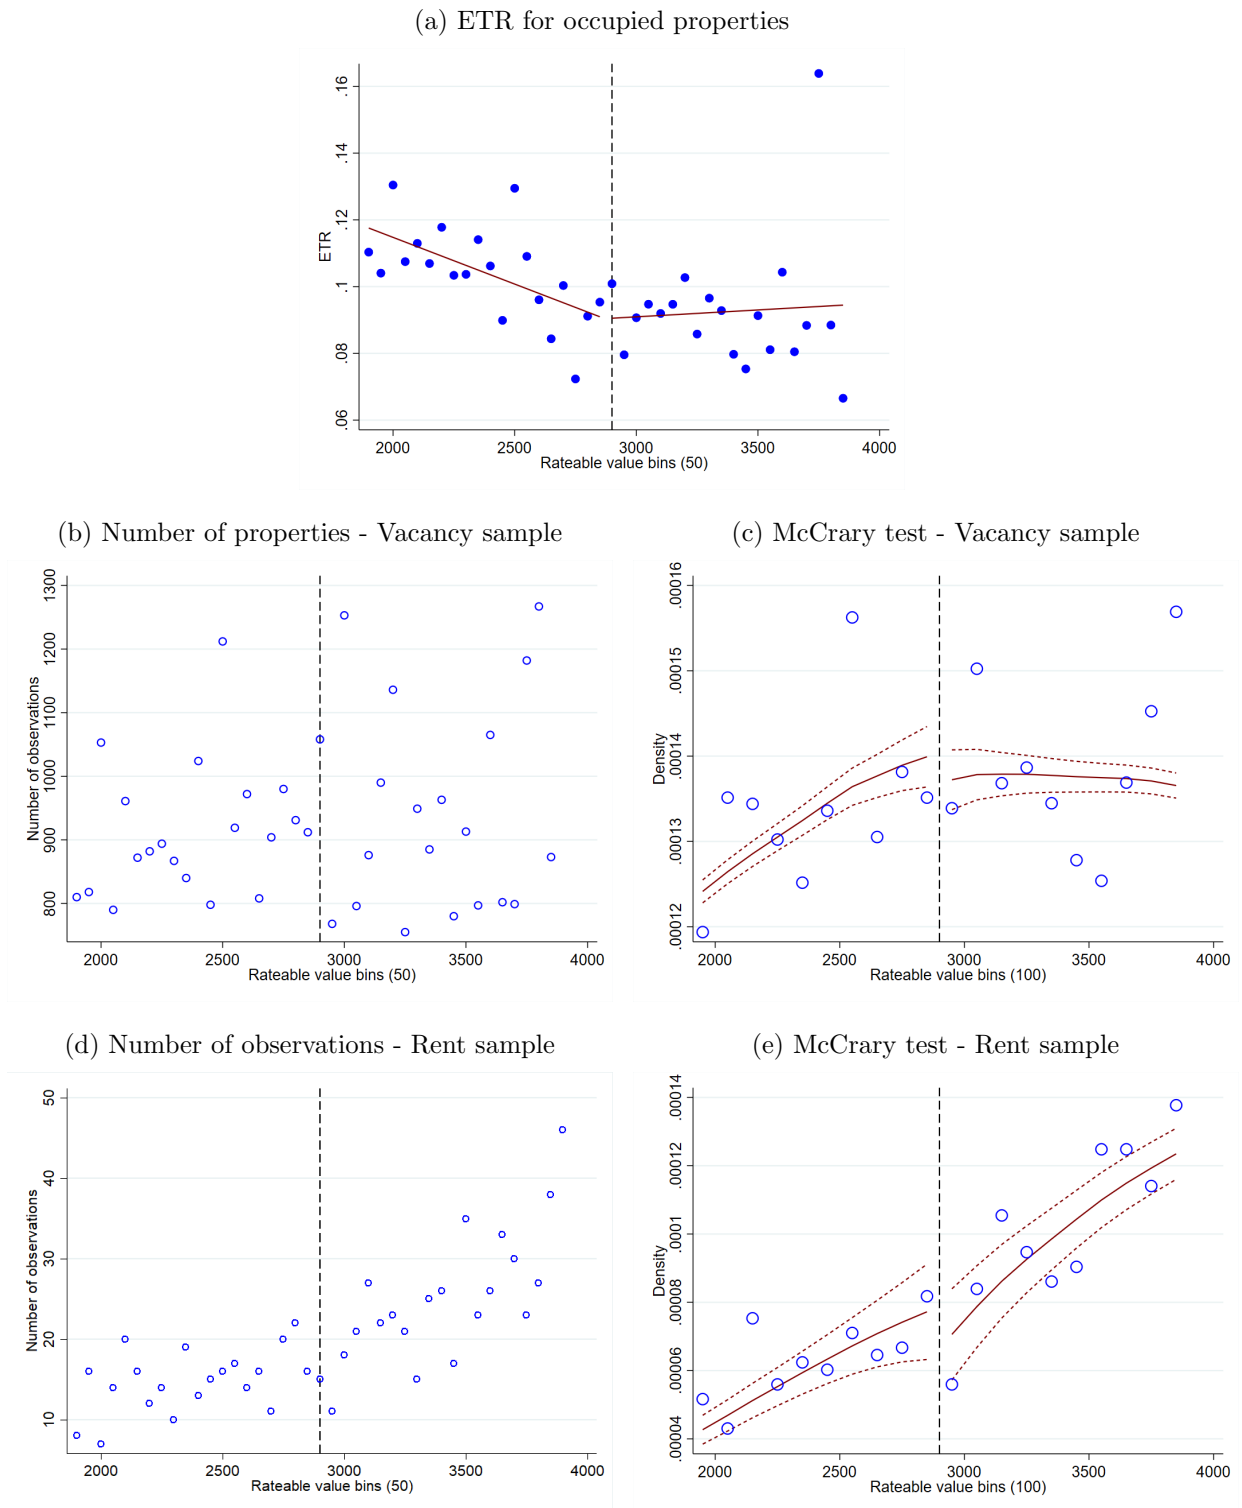 (a) ETR for occupied properties
ETR
.16
.14
.12
.1
.08
.06
2000 2500 3000 3500 4000
Rateable value bins (50)
(b) Number of properties - Vacancy sample
Number of observations
1300
1200
1100
1000
900
800
2000 2500 3000 3500 4000
Rateable value bins (50)
(c) McCrary test - Vacancy sample
Density
.00016
.00015
.00014
.00013
.00012
2000 2500 3000 3500 4000
Rateable value bins (100)
(d) Number of observations - Rent sample
Number of observations
50
40
30
20
10
2000 2500 3000 3500 4000
Rateable value bins (50)
(e) McCrary test - Rent sample
Density
.00014
.00012
.0001
.00008
.00006
.00004
2000 2500 3000 3500 4000
Rateable value bins (100)